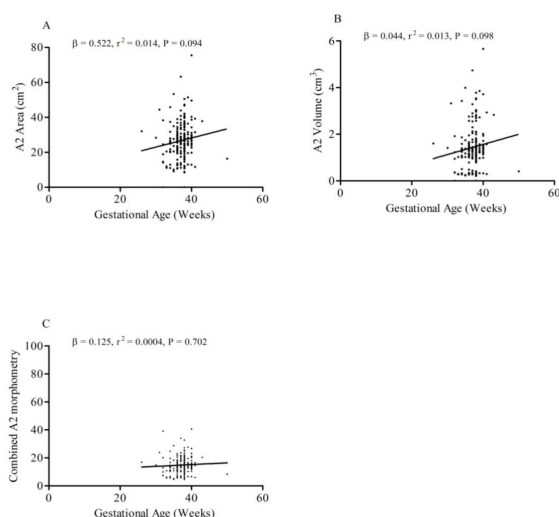 A
β = 0.522, r² = 0.014, P = 0.094
A2 Area (cm²)
80
60
40
20
0
0 20 40 60
Gestational Age (Weeks)
B
β = 0.044, r² = 0.013, P = 0.098
A2 Volume (cm³)
6
4
2
0
0 20 40 60
Gestational Age (Weeks)
C
β = 0.125, r² = 0.0004, P = 0.702
Combined A2 morphometry
100
80
60
40
20
0
0 20 40 60
Gestational Age (Weeks)